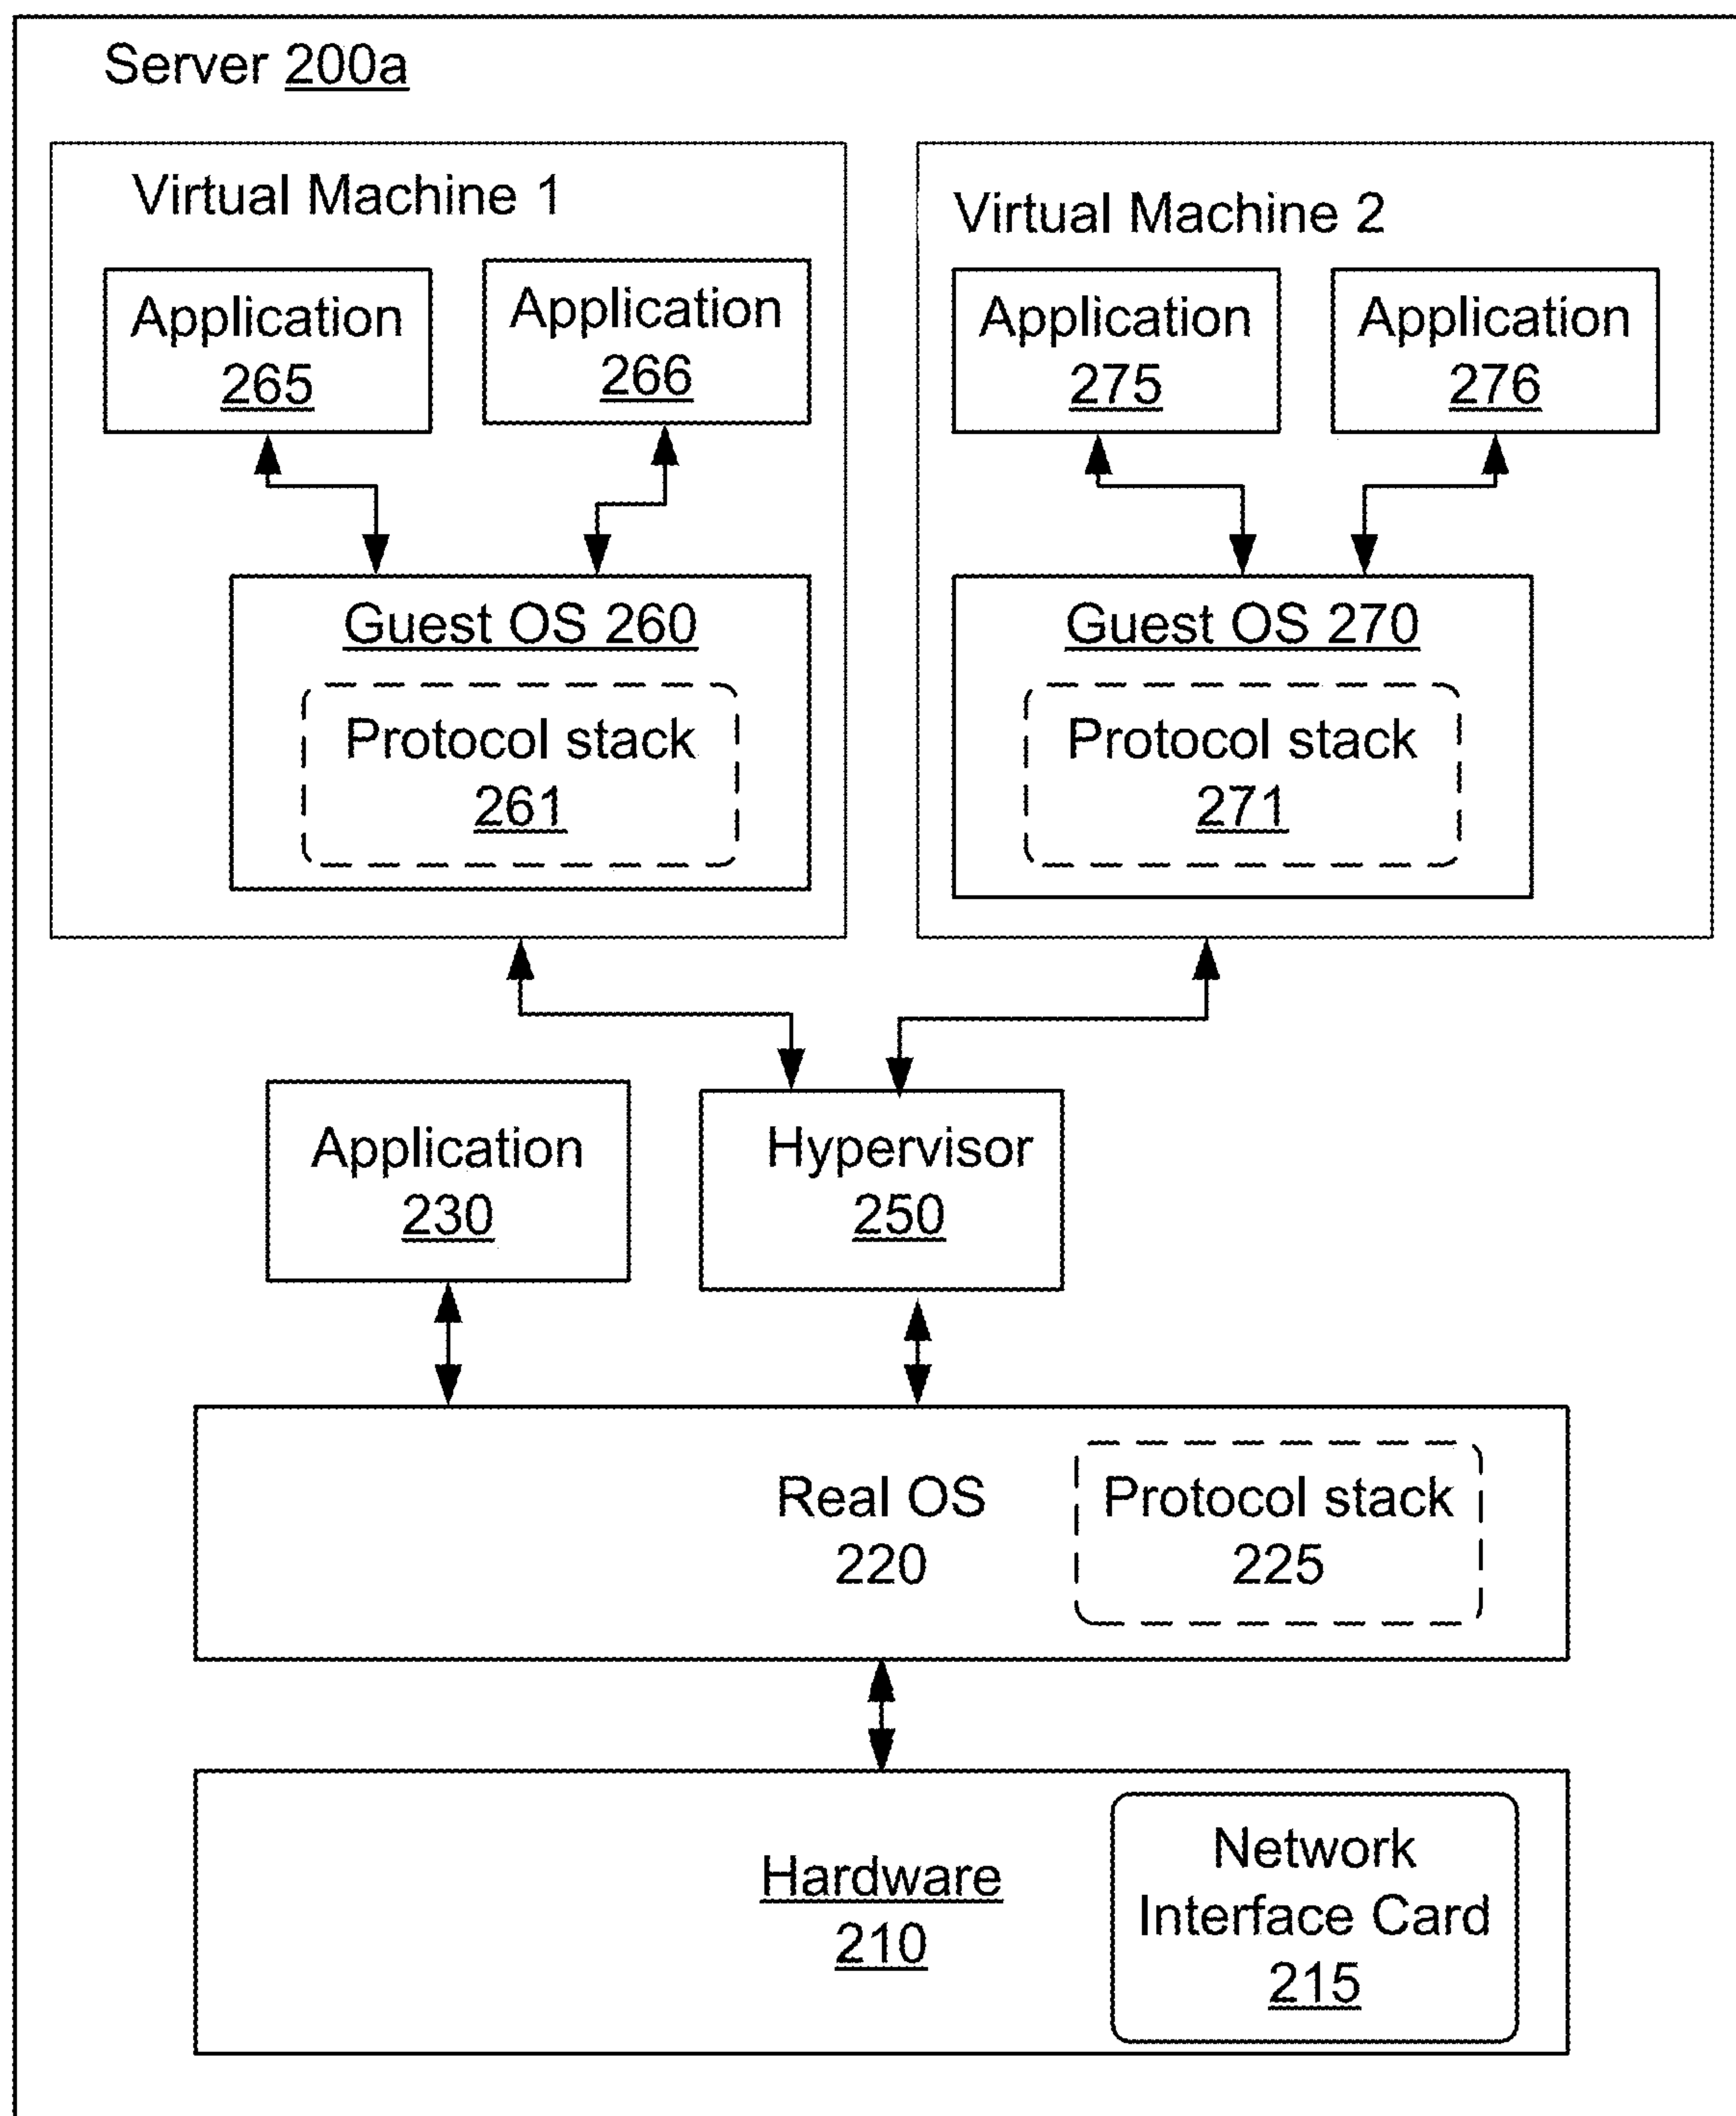 Server 200a
Virtual Machine 1
Virtual Machine 2
Application
265
Application
266
Application
275
Application
276
Guest OS 260
Protocol stack
261
Guest OS 270
Protocol stack
271
Application
230
Hypervisor
250
Real OS
220
Protocol stack
225
Hardware
210
Network
Interface Card
215